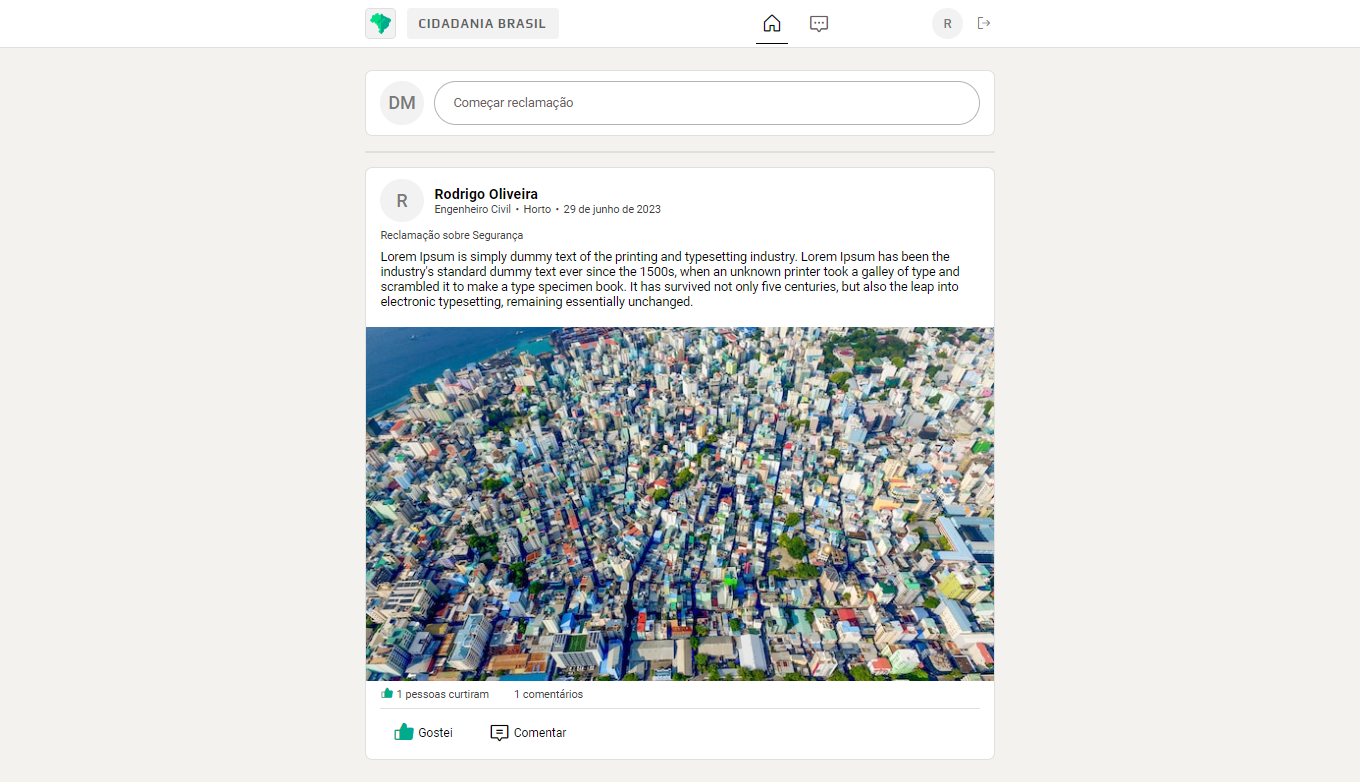 CIDADANIA BRASIL
R
DM
Começar reclamação
R
Rodrigo Oliveira
Engenheiro Civil • Horto • 29 de junho de 2023
Reclamação sobre Segurança
Lorem Ipsum is simply dummy text of the printing and typesetting industry. Lorem Ipsum has been the
industry's standard dummy text ever since the 1500s, when an unknown printer took a galley of type and
scrambled it to make a type specimen book. It has survived not only five centuries, but also the leap into
electronic typesetting, remaining essentially unchanged.
1 pessoas curtiram 1 comentários
Gostei Comentar